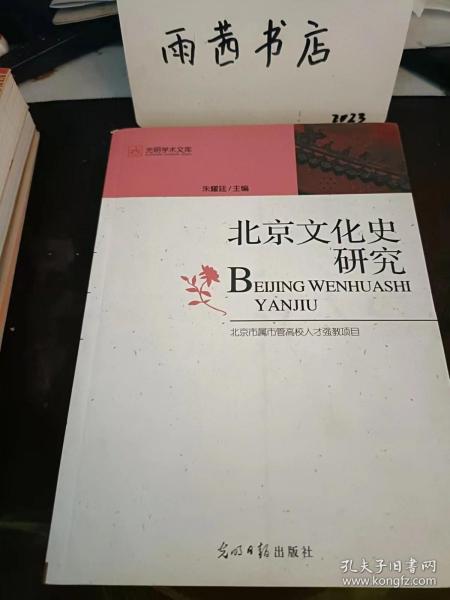 雨茜书店
2023
光明学术文库
朱耀廷/主编
北京文化史
研究
BEIJING WENHUASHI
YANJIU
北京市属市管高校人才强教项目
光明日报出版社
孔夫子旧书网
www.kongfz.com